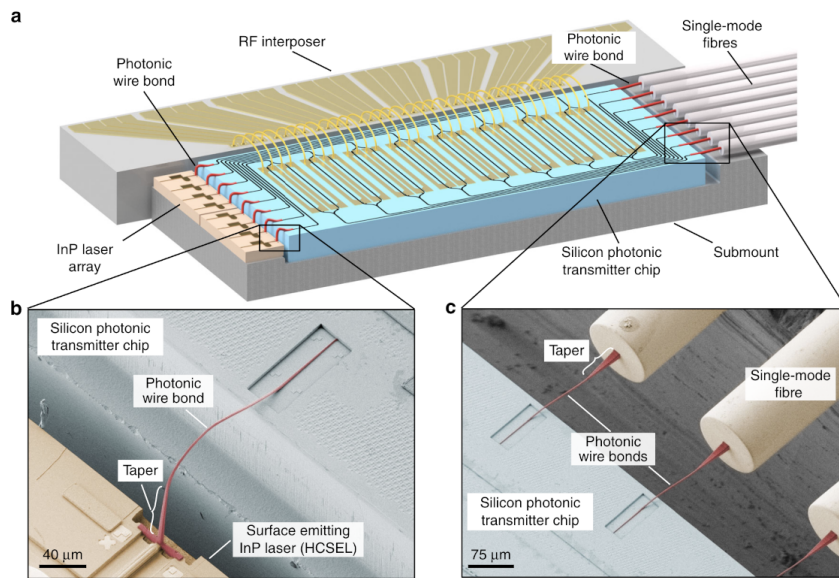 a
RF interposer
Photonic
wire bond
Photonic
wire bond
Single-mode
fibres
InP laser
array
Silicon photonic
transmitter chip
Submount
b
Silicon photonic
transmitter chip
Photonic
wire bond
Taper
Surface emitting
InP laser (HCSEL)
40 μm
c
Taper
Single-mode
fibre
Photonic
wire bonds
Silicon photonic
transmitter chip
75 μm